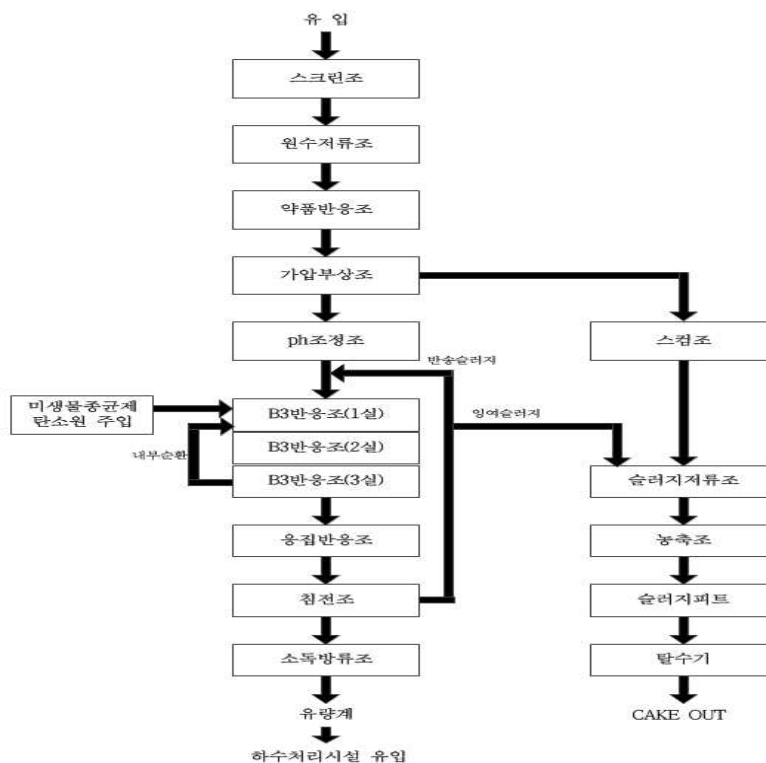 유 입
스크린조
원수저류조
약품반응조
가압부상조
ph조정조
스컴조
반송슬러지
미생물종균제
탄소원 주입
B3반응조(1실)
잉여슬러지
B3반응조(2실)
내부순환
B3반응조(3실)
슬러지저류조
응집반응조
농축조
침전조
슬러지피트
소독방류조
탈수기
유량계
CAKE OUT
하수처리시설 유입